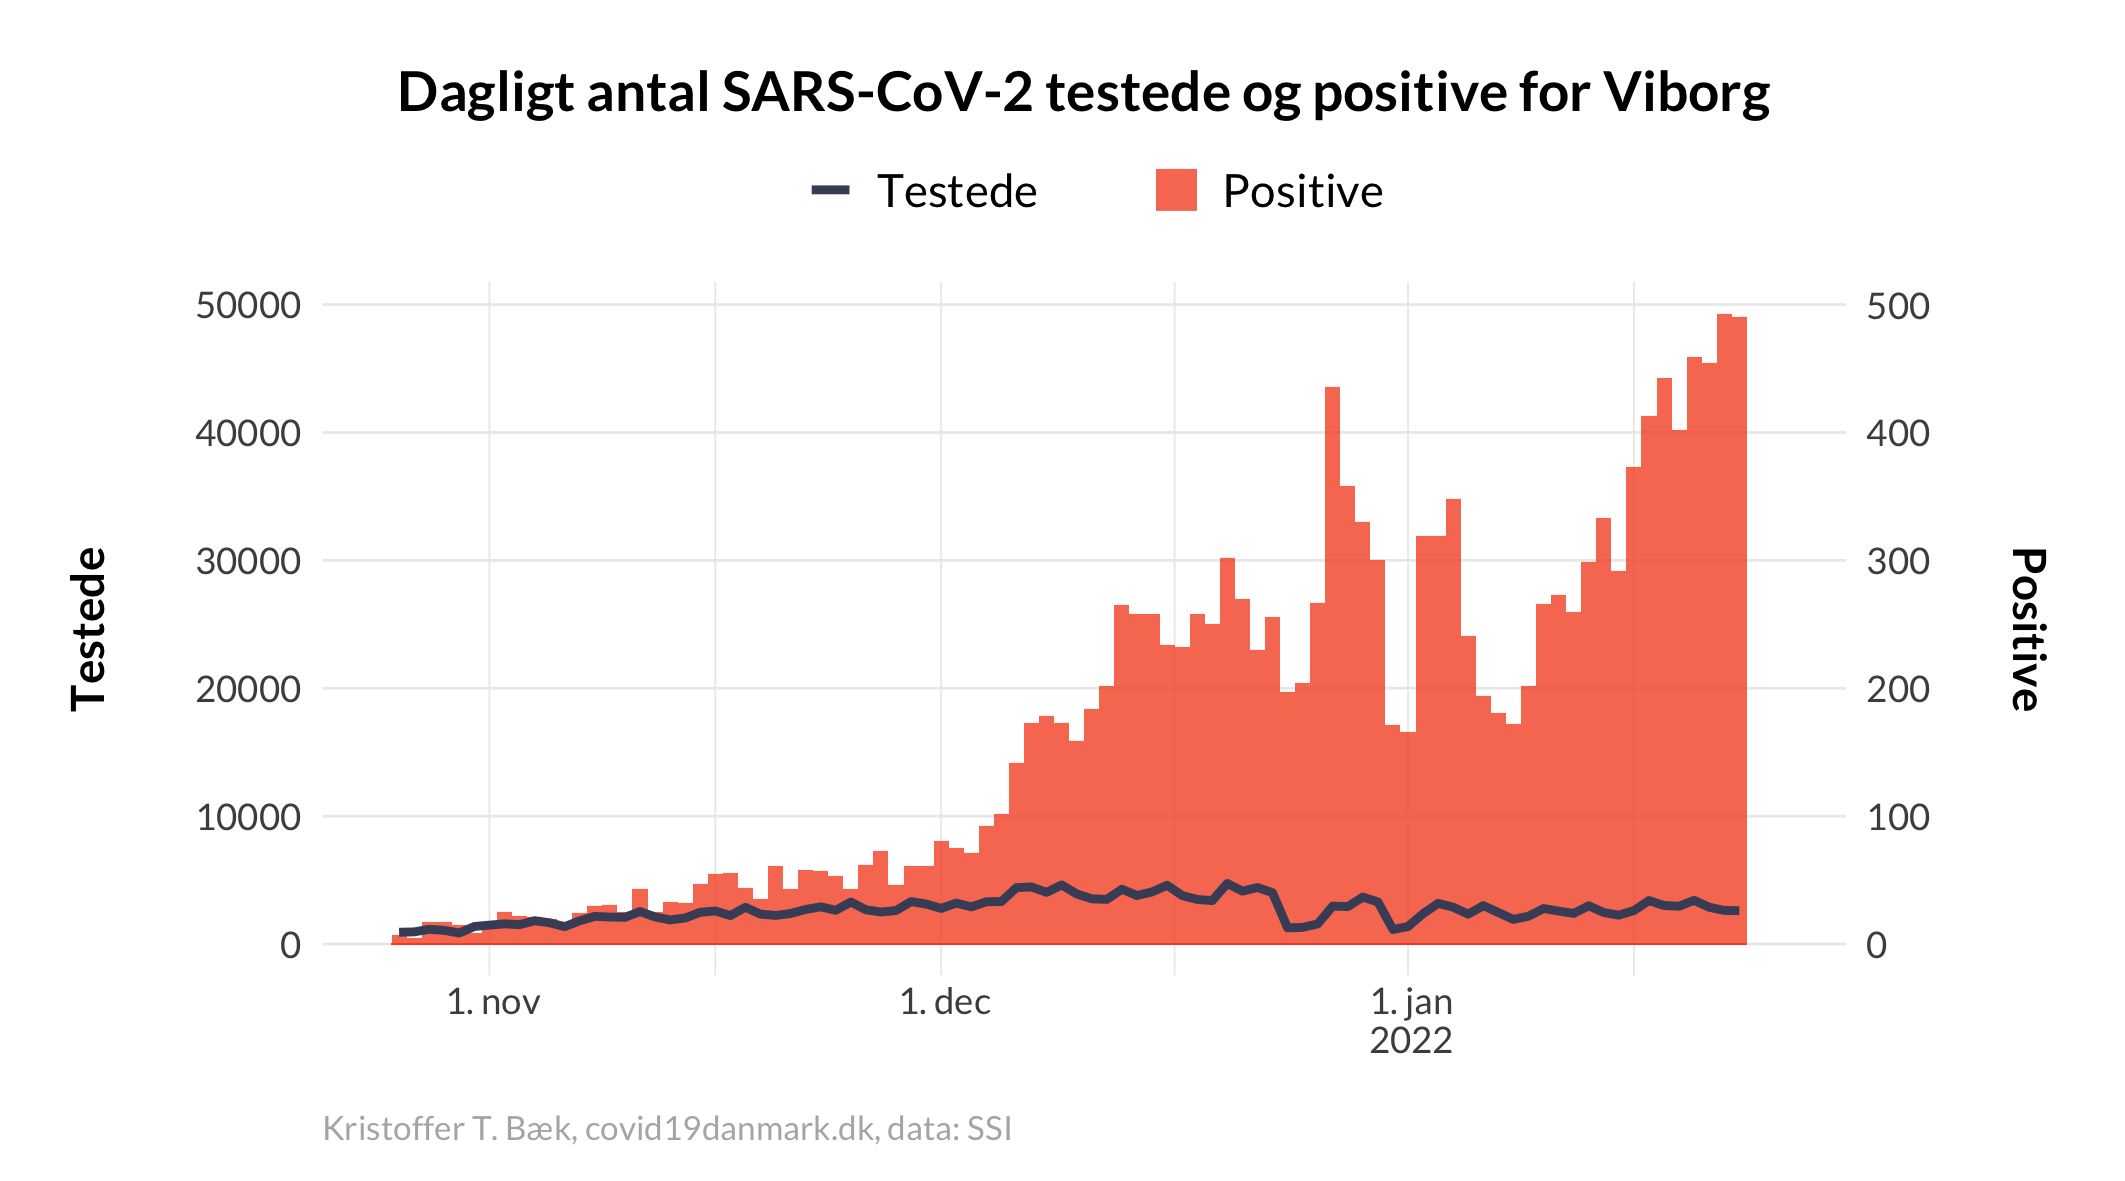 Dagligt antal SARS-CoV-2 testede og positive for Viborg
Testede Positive
50000 500
40000 400
30000 300
20000 200
10000 100
0 0
Testede
Positive
1. nov 1. dec 1. jan
2022
Kristoffer T. Bæk, covid19danmark.dk, data: SSI